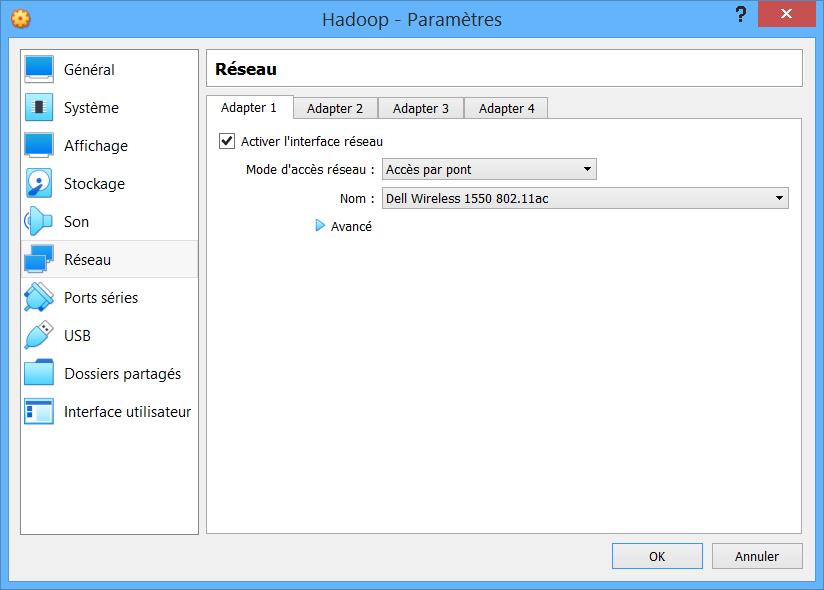 Hadoop - Paramètres
?
Général
Système
Affichage
Stockage
Son
Réseau
Ports séries
USB
Dossiers partagés
Interface utilisateur
Réseau
Adapter 1
Adapter 2
Adapter 3
Adapter 4
Activer l'interface réseau
Mode d'accès réseau : Accès par pont
Nom : Dell Wireless 1550 802.11ac
Avancé
OK
Annuler